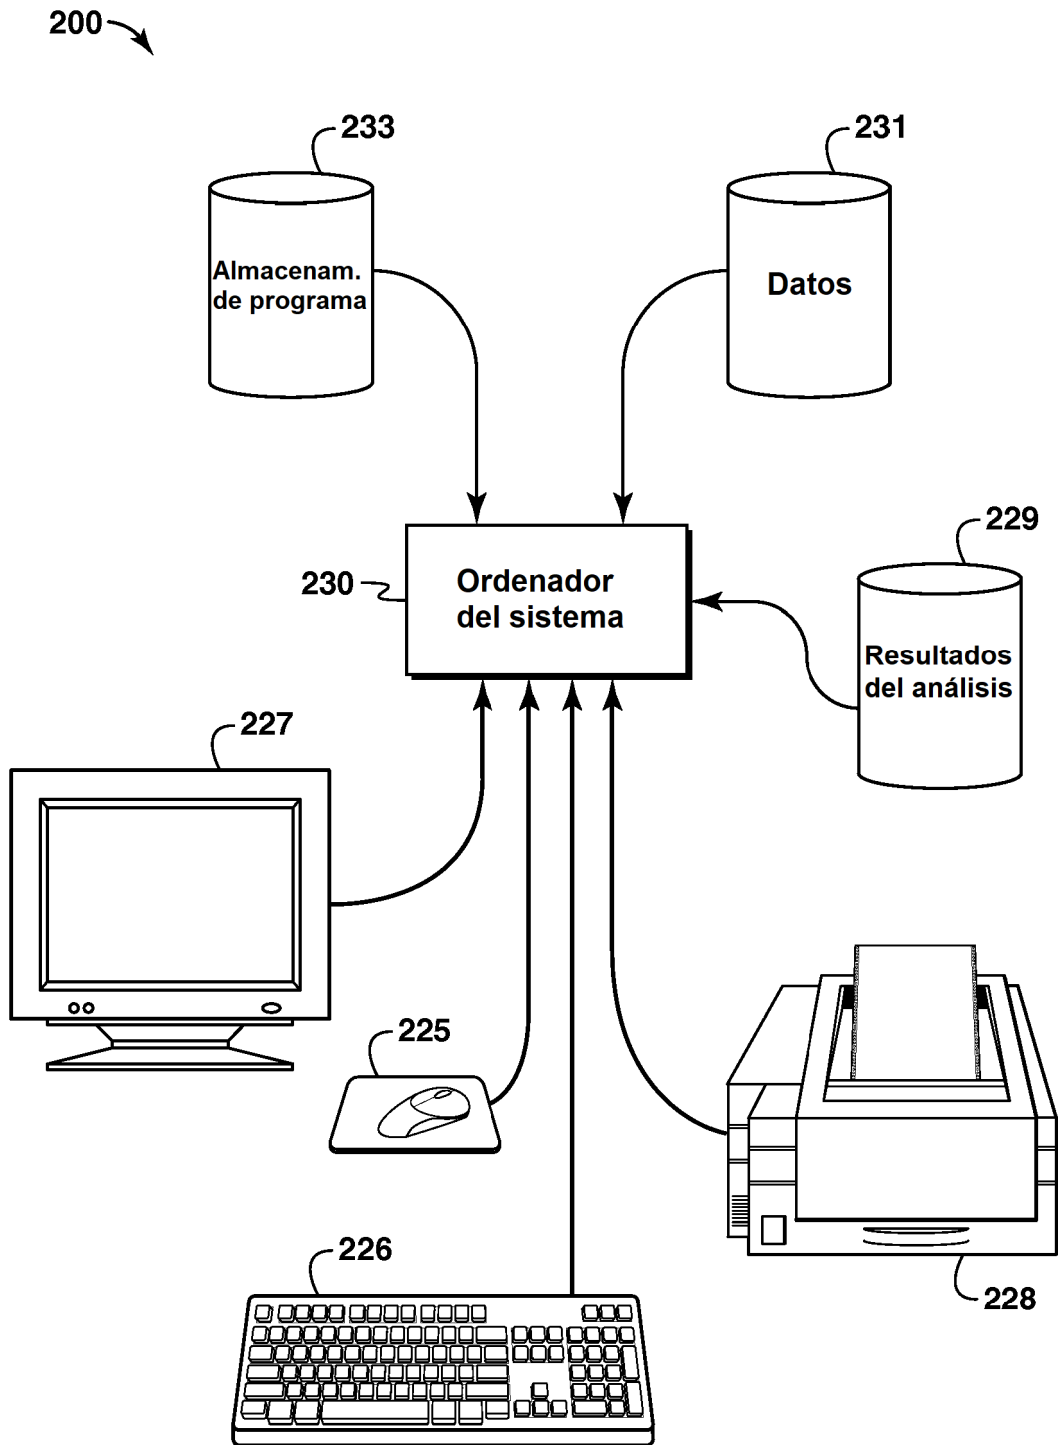 200
233
231
Almacenam.
de programa
Datos
229
230
Ordenador
del sistema
Resultados
del análisis
227
225
226
228